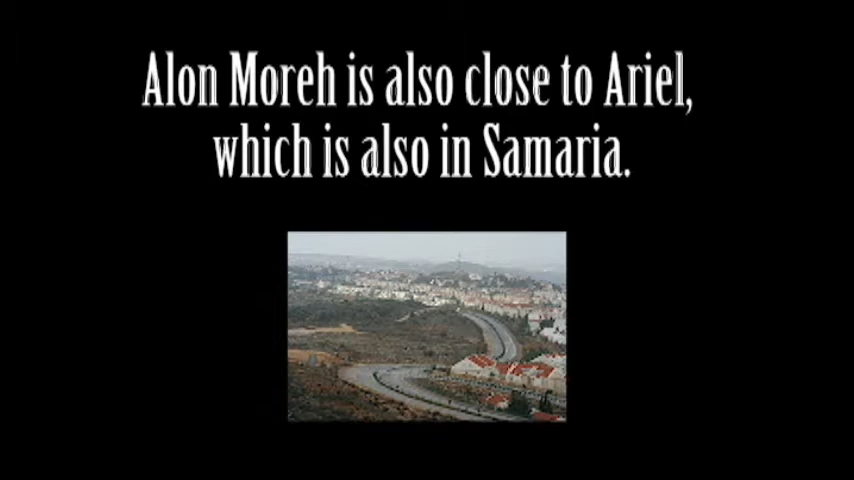 Alon Moreh is also close to Ariel,
which is also in Samaria.